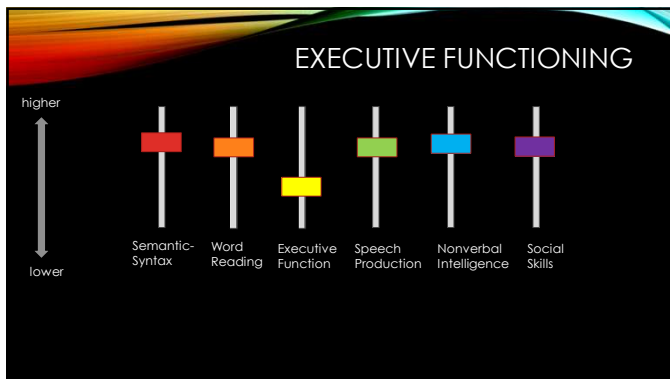 EXECUTIVE FUNCTIONING
higher
Semantic-
Syntax
Word
Reading
Executive
Function
Speech
Production
Nonverbal
Intelligence
Social
Skills
lower